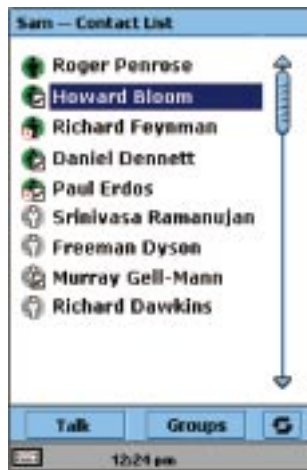 Sam — Contact List
Roger Penrose
Howard Bloom
Richard Feynman
Daniel Dennett
Paul Erdos
Srinivasa Ramanujan
Freeman Dyson
Murray Gell-Mann
Richard Dawkins
Talk Groups
12:24 pm